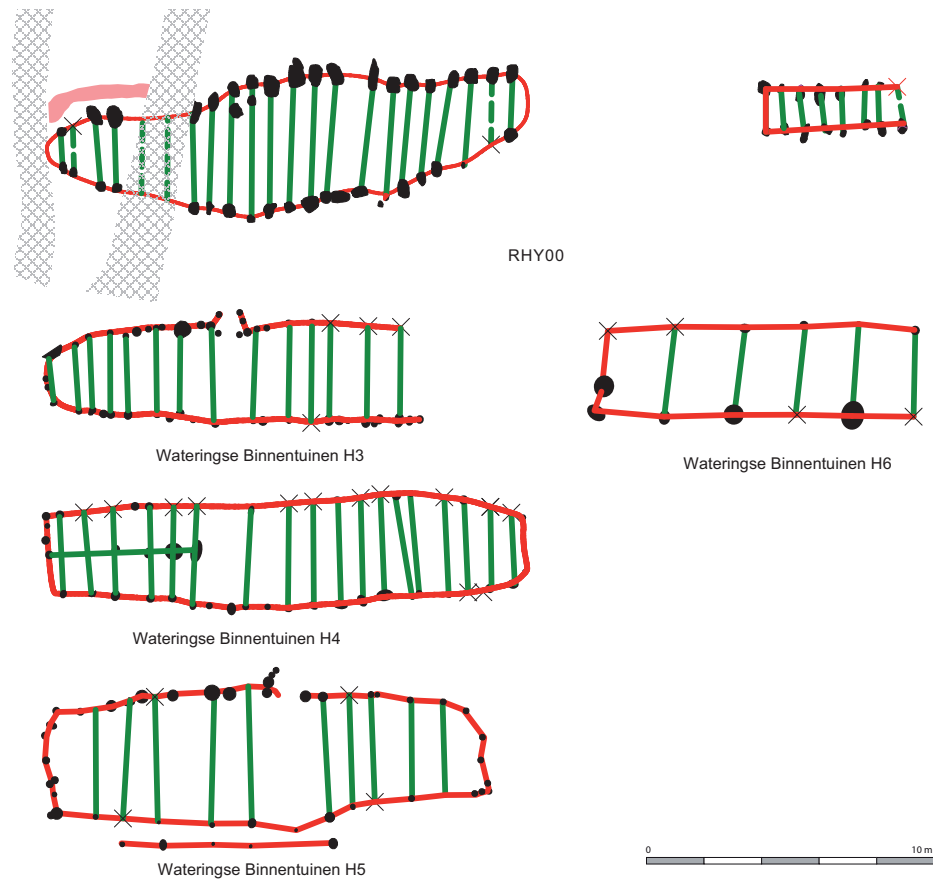 RHY00
Wateringse Binnentuinen H3
Wateringse Binnentuinen H6
Wateringse Binnentuinen H4
Wateringse Binnentuinen H5
0 10 m